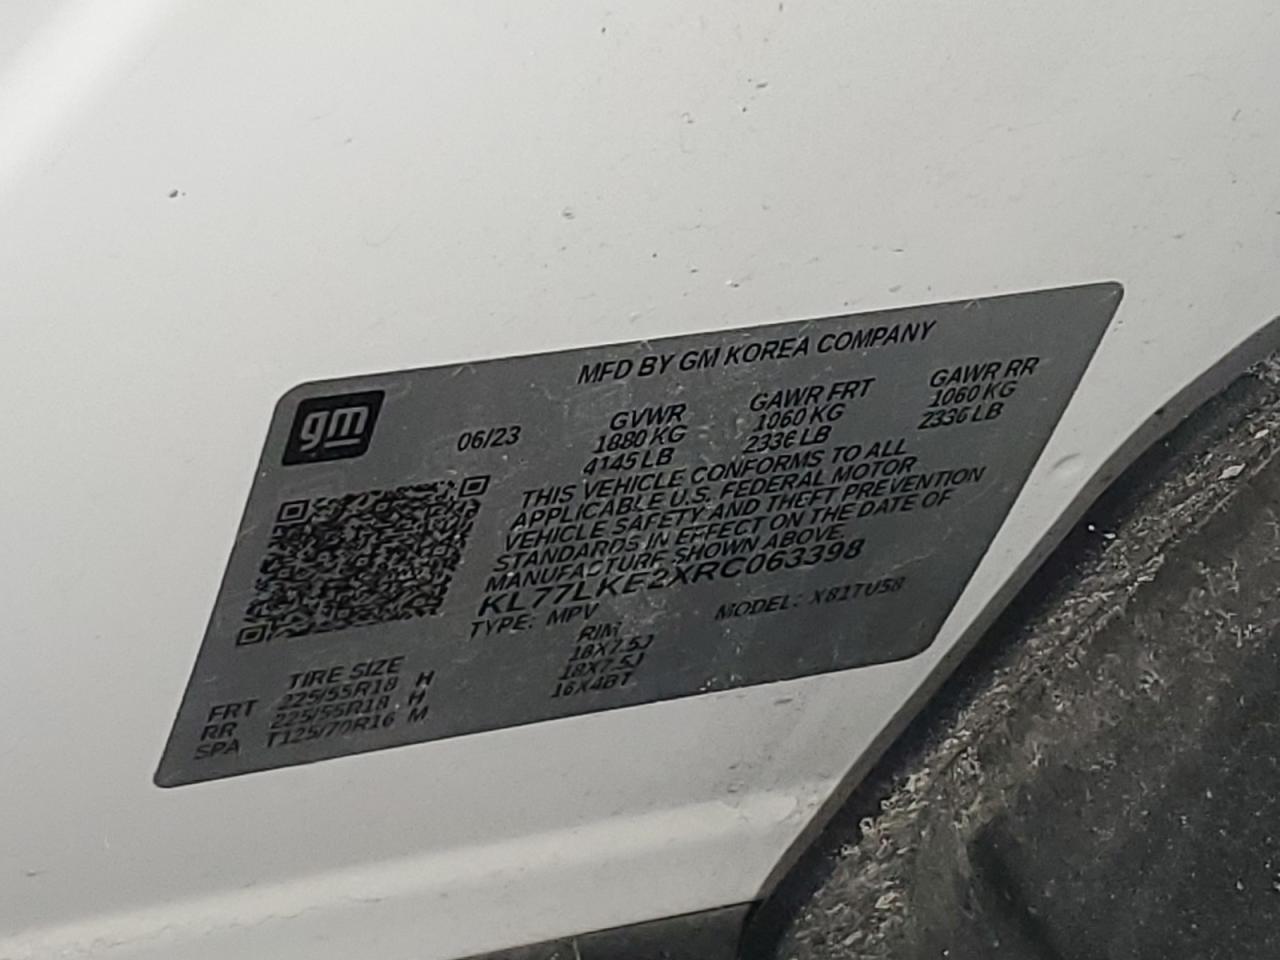 MFD BY GM KOREA COMPANY
gm
06/23
GVWR GAWR FRT GAWR RR
1880 KG 1060 KG 1060 KG
4145 LB 2336 LB 2336 LB
THIS VEHICLE CONFORMS TO ALL
APPLICABLE U.S. FEDERAL MOTOR
VEHICLE SAFETY AND THEFT PREVENTION
STANDARDS IN EFFECT ON THE DATE OF
MANUFACTURE SHOWN ABOVE.
KL77LKE2XRC063398
TYPE: MPV MODEL: X81TU58
TIRE SIZE RIM
FRT 225/55R18 H 18X7.5J
RR 225/55R18 H 18X7.5J
SPA T125/70R16 M 16X4BT